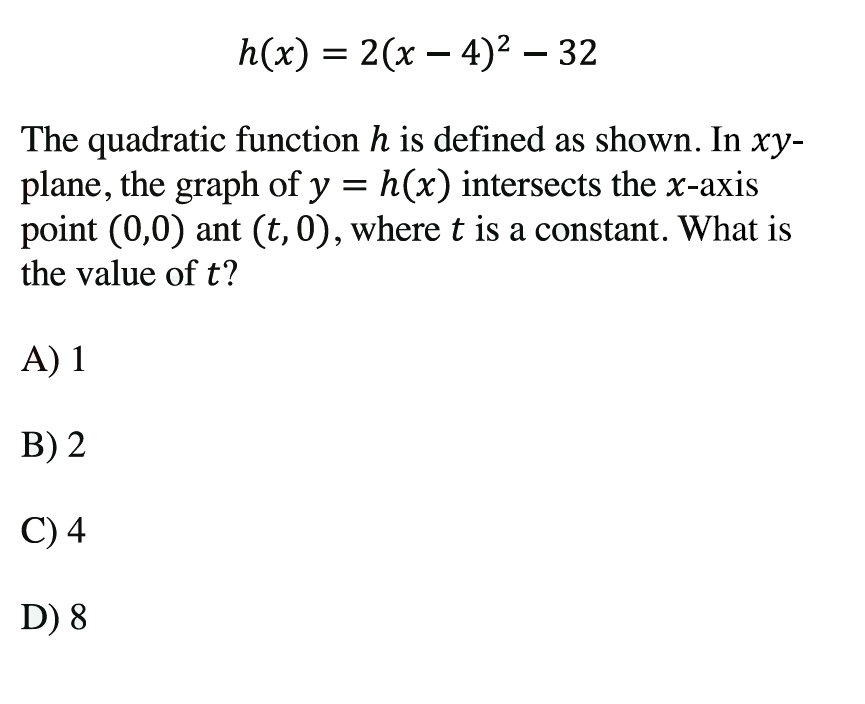 h(x) = 2(x − 4)² − 32
The quadratic function h is defined as shown. In xy-
plane, the graph of y = h(x) intersects the x-axis
point (0,0) ant (t, 0), where t is a constant. What is
the value of t?
A) 1
B) 2
C) 4
D) 8